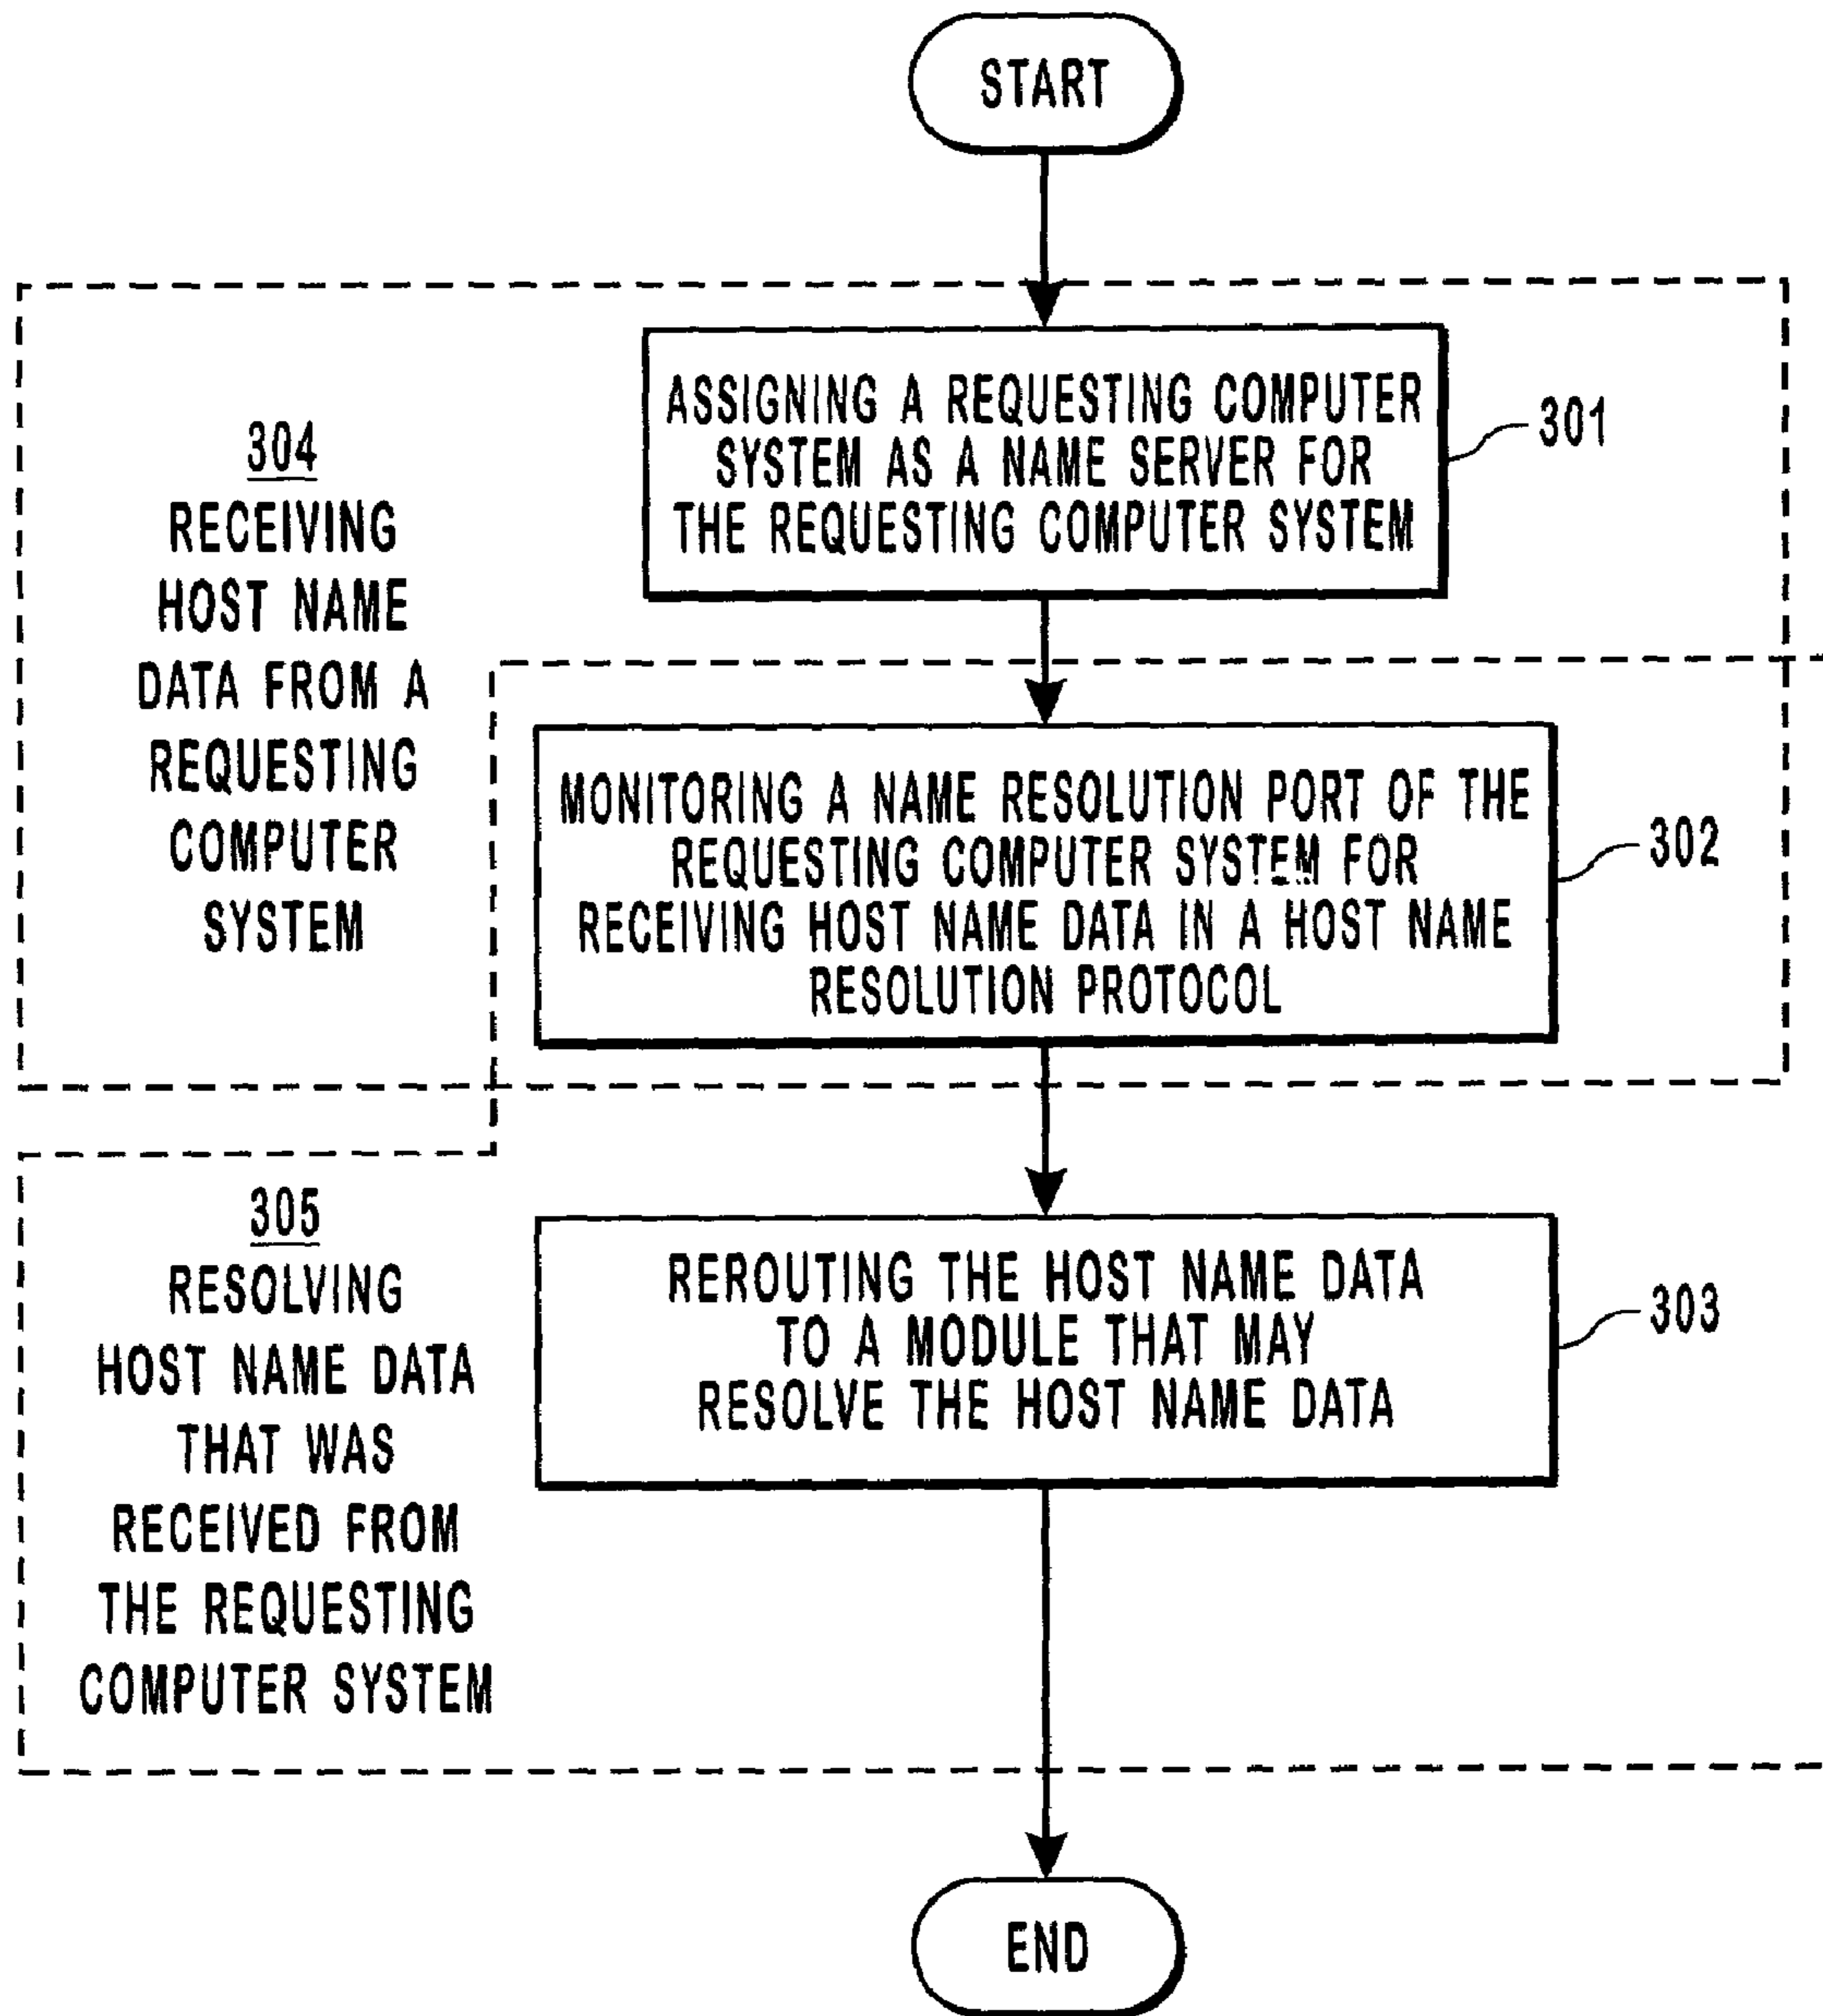 START
304
RECEIVING
HOST NAME
DATA FROM A
REQUESTING
COMPUTER
SYSTEM
ASSIGNING A REQUESTING COMPUTER
SYSTEM AS A NAME SERVER FOR
THE REQUESTING COMPUTER SYSTEM
301
MONITORING A NAME RESOLUTION PORT OF THE
REQUESTING COMPUTER SYSTEM FOR
RECEIVING HOST NAME DATA IN A HOST NAME
RESOLUTION PROTOCOL
302
305
RESOLVING
HOST NAME DATA
THAT WAS
RECEIVED FROM
THE REQUESTING
COMPUTER SYSTEM
REROUTING THE HOST NAME DATA
TO A MODULE THAT MAY
RESOLVE THE HOST NAME DATA
303
END